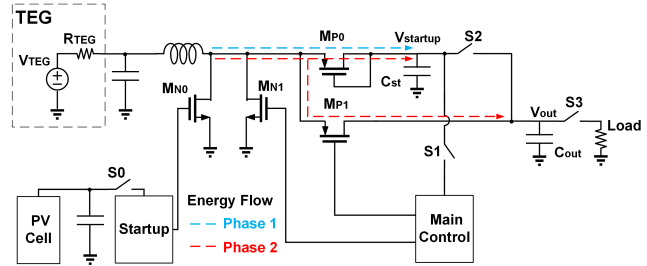 TEG
RTEG
VTEG
MP0
Vstartup
S2
Cst
MN0
MN1
MP1
Vout
S3
Cout
Load
S1
S0
PV Cell
Startup
Energy Flow
Phase 1
Phase 2
Main Control